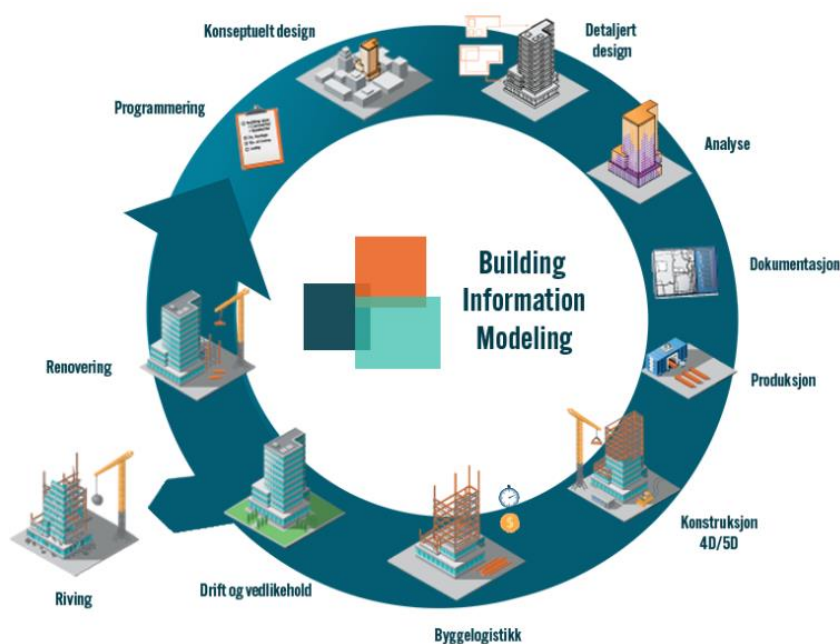 Konseptuelt design
Detaljert
design
Programmering
Analyse
Building
Information
Modeling
Dokumentasjon
Renovering
Produksjon
Konstruksjon
4D/5D
Riving
Drift og vedlikehold
Byggelogistikk